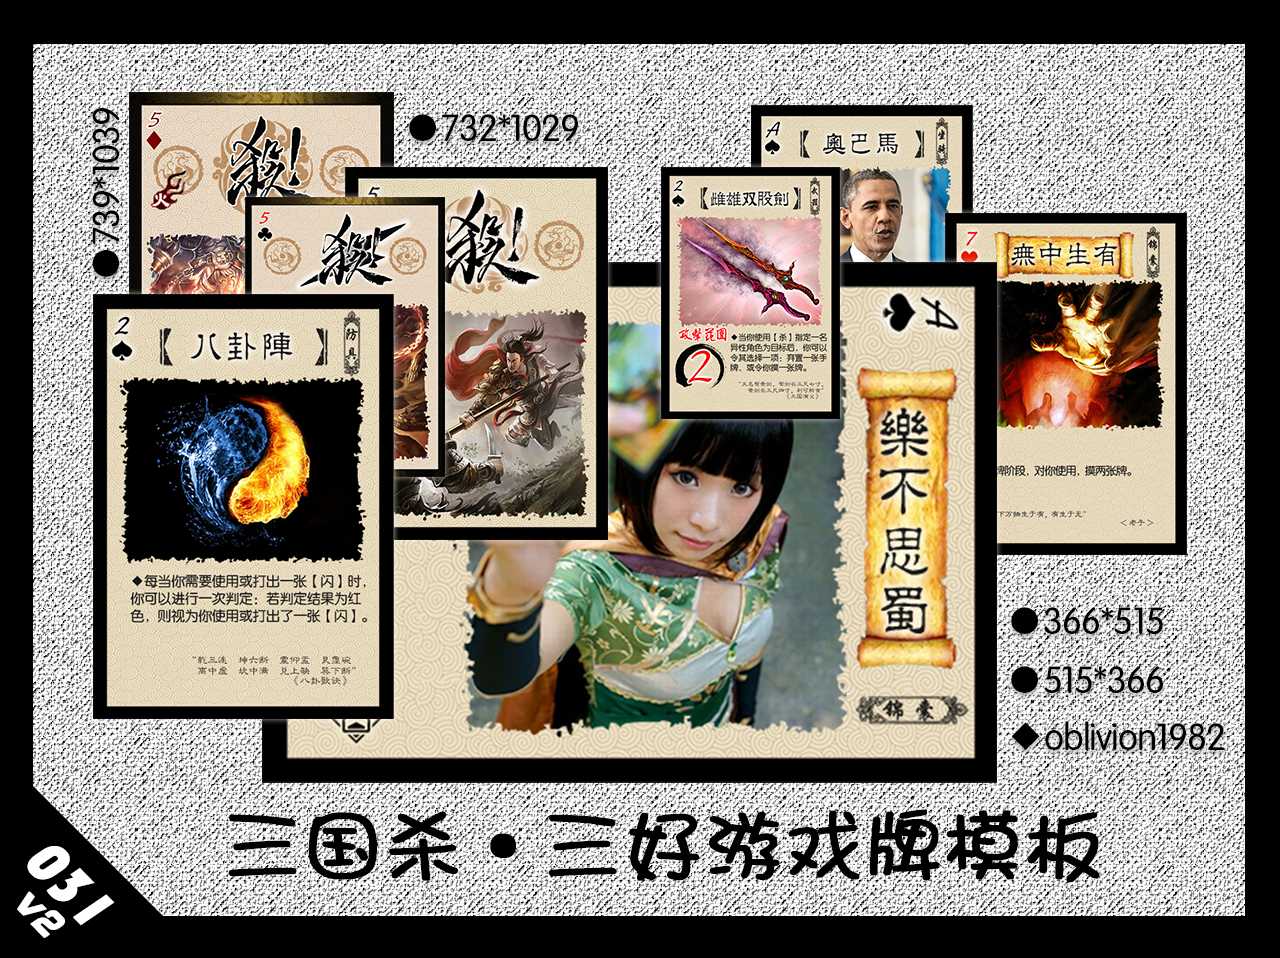 ●739*1039
5
殺!
火
●732*1029
5
殺!
5
殺
2
【八卦陣】
防具
◆每当你需要使用或打出一张【闪】时，
你可以进行一次判定：若判定结果为红
色，则视为你使用或打出了一张【闪】。
“乾三连 坤六断 震仰盂 艮覆碗
离中虚 坎中满 兑上缺 巽下断”
《八卦取象歌》
A
【奥巴馬】
2
【雌雄双股劍】
武器
攻擊范围
2
◆当你使用【杀】指定一名
异性角色为目标后，你可以
令其选择一项：弃置一张手
牌，或令你摸一张牌。
《三国演义》
7
無中生有
錦囊
牌阶段，对你使用，摸两张牌。
下万物生于有，有生于无”
＜老子＞
A
樂不思蜀
錦囊
●366*515
●515*366
◆oblivion1982
三国杀·三好游戏牌模板
031
v2